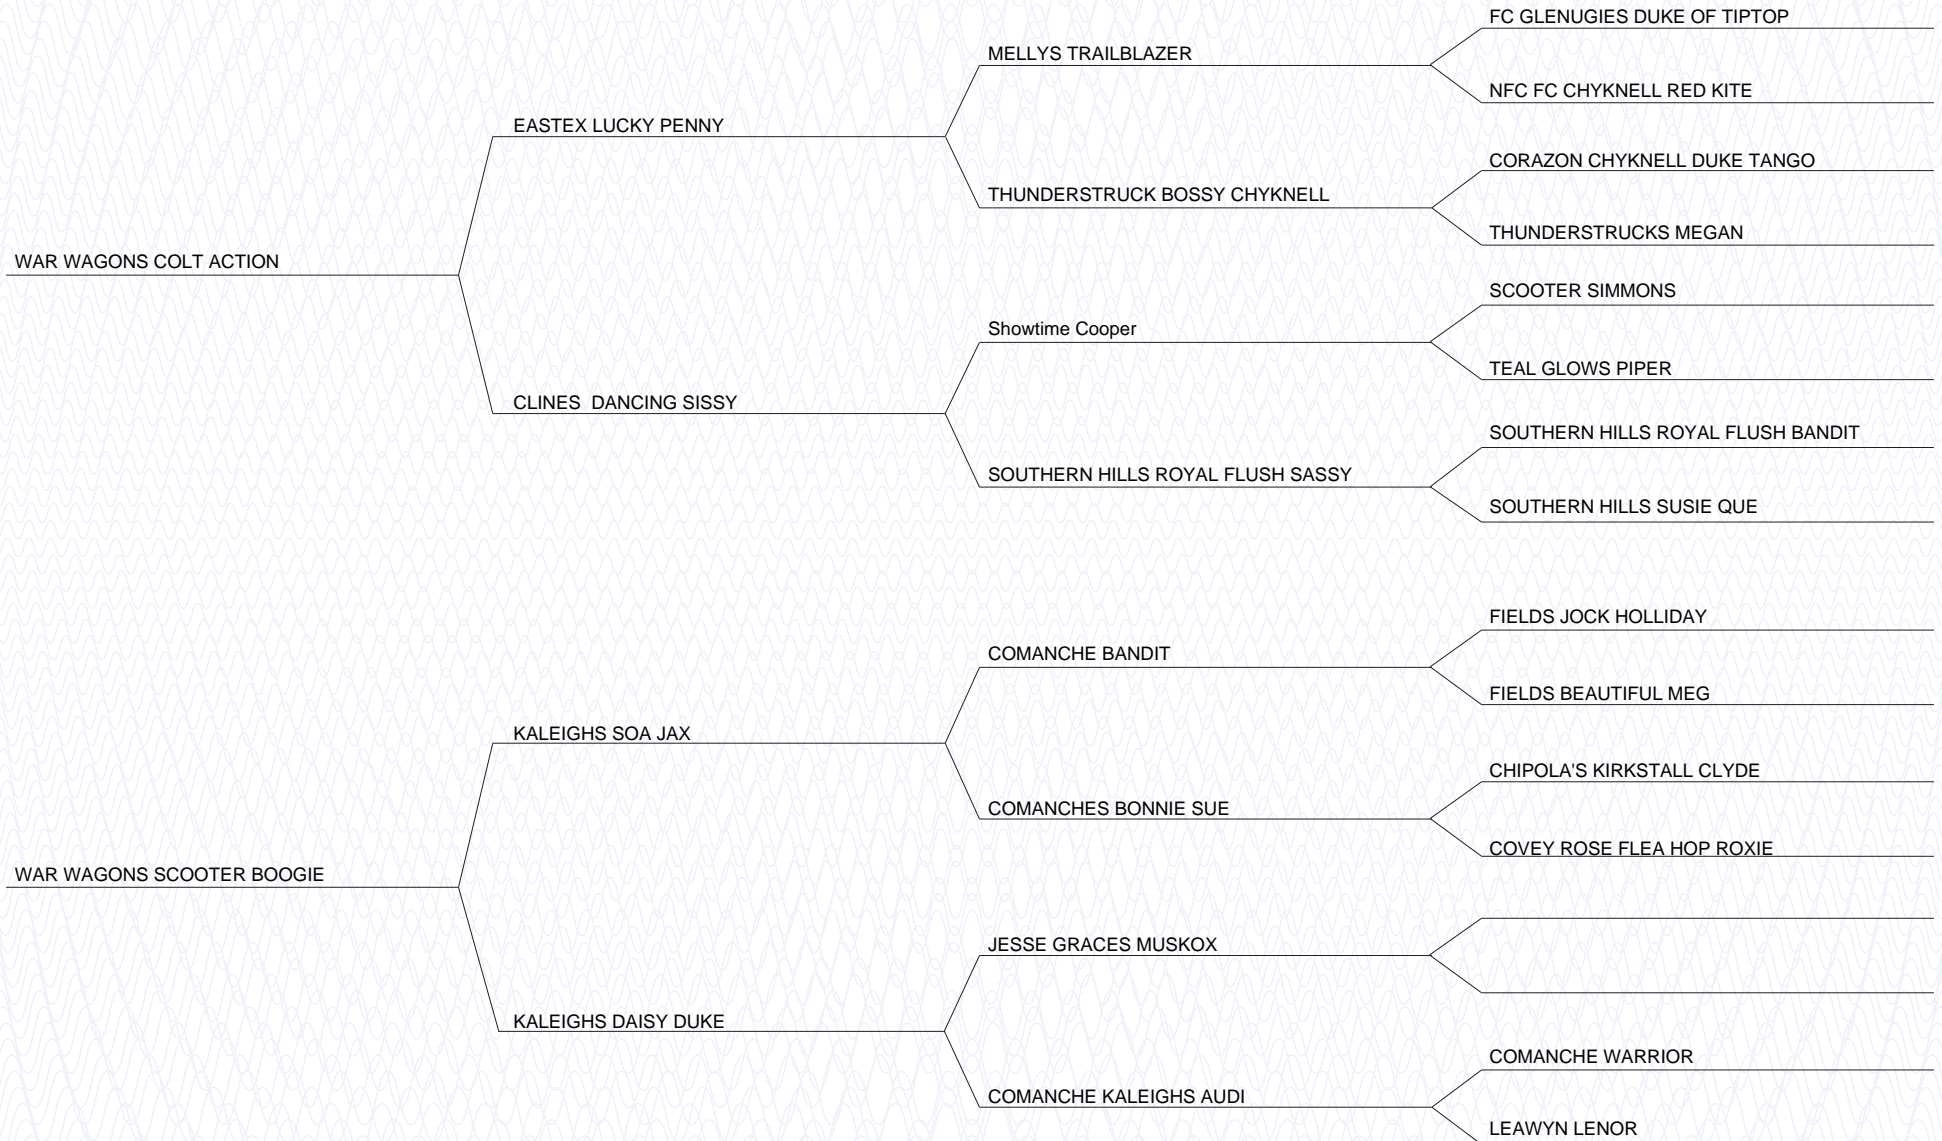 FC GLENUGIES DUKE OF TIPTOP
MELLYS TRAILBLAZER
NFC FC CHYKNELL RED KITE
EASTEX LUCKY PENNY
CORAZON CHYKNELL DUKE TANGO
THUNDERSTRUCK BOSSY CHYKNELL
THUNDERSTRUCKS MEGAN
WAR WAGONS COLT ACTION
SCOOTER SIMMONS
Showtime Cooper
TEAL GLOWS PIPER
CLINES  DANCING SISSY
SOUTHERN HILLS ROYAL FLUSH BANDIT
SOUTHERN HILLS ROYAL FLUSH SASSY
SOUTHERN HILLS SUSIE QUE
FIELDS JOCK HOLLIDAY
COMANCHE BANDIT
FIELDS BEAUTIFUL MEG
KALEIGHS SOA JAX
CHIPOLA'S KIRKSTALL CLYDE
COMANCHES BONNIE SUE
COVEY ROSE FLEA HOP ROXIE
WAR WAGONS SCOOTER BOOGIE
JESSE GRACES MUSKOX
KALEIGHS DAISY DUKE
COMANCHE WARRIOR
COMANCHE KALEIGHS AUDI
LEAWYN LENOR